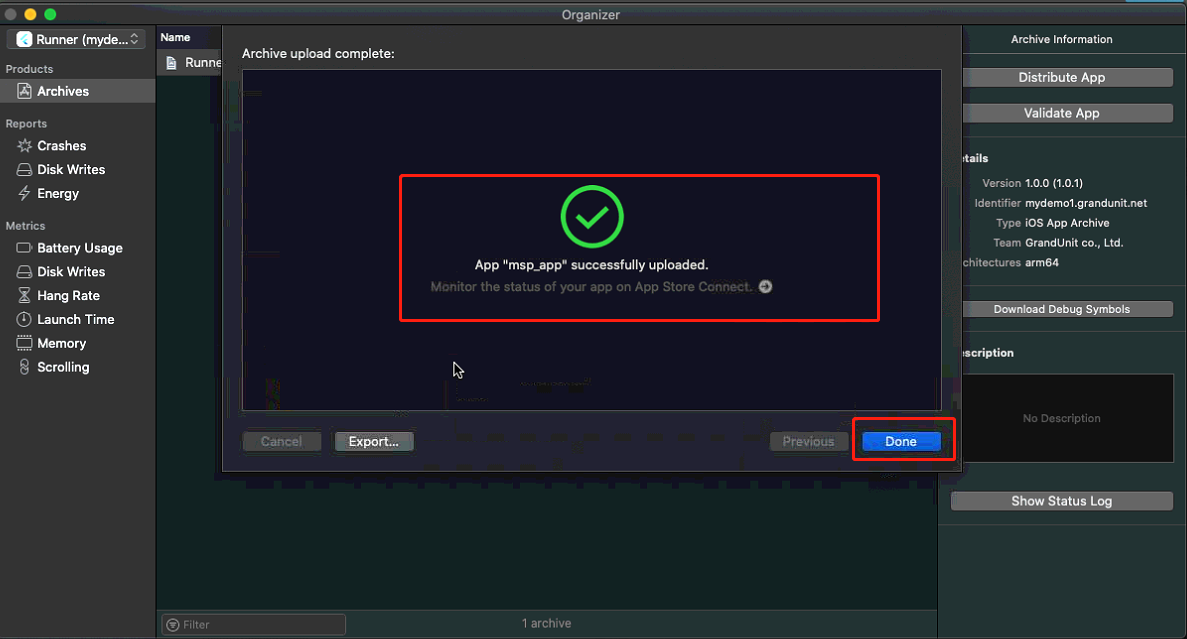 Organizer
Runner (myde...
Products
Archives
Reports
Crashes
Disk Writes
Energy
Metrics
Battery Usage
Disk Writes
Hang Rate
Launch Time
Memory
Scrolling
Name
Runne
Filter
1 archive
Archive upload complete:
App "msp_app" successfully uploaded.
Monitor the status of your app on App Store Connect.
Cancel
Export...
Previous
Done
Archive Information
Distribute App
Validate App
etails
Version 1.0.0 (1.0.1)
Identifier mydemo1.grandunit.net
Type iOS App Archive
Team GrandUnit co., Ltd.
chitectures arm64
Download Debug Symbols
escription
No Description
Show Status Log